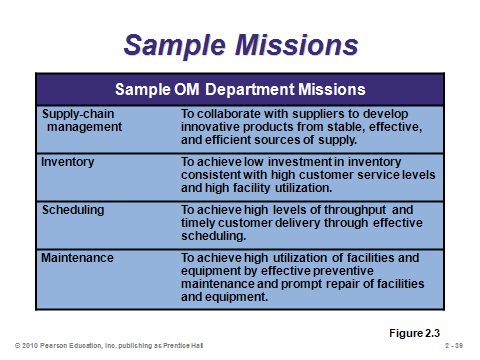 Sample Missions
Sample OM Department Missions
Supply-chain management
To collaborate with suppliers to develop
innovative products from stable, effective,
and efficient sources of supply.
Inventory
To achieve low investment in inventory
consistent with high customer service levels
and high facility utilization.
Scheduling
To achieve high levels of throughput and
timely customer delivery through effective
scheduling.
Maintenance
To achieve high utilization of facilities and
equipment by effective preventive
maintenance and prompt repair of facilities
and equipment.
Figure 2.3
© 2010 Pearson Education, Inc. publishing as Prentice Hall
2 - 39